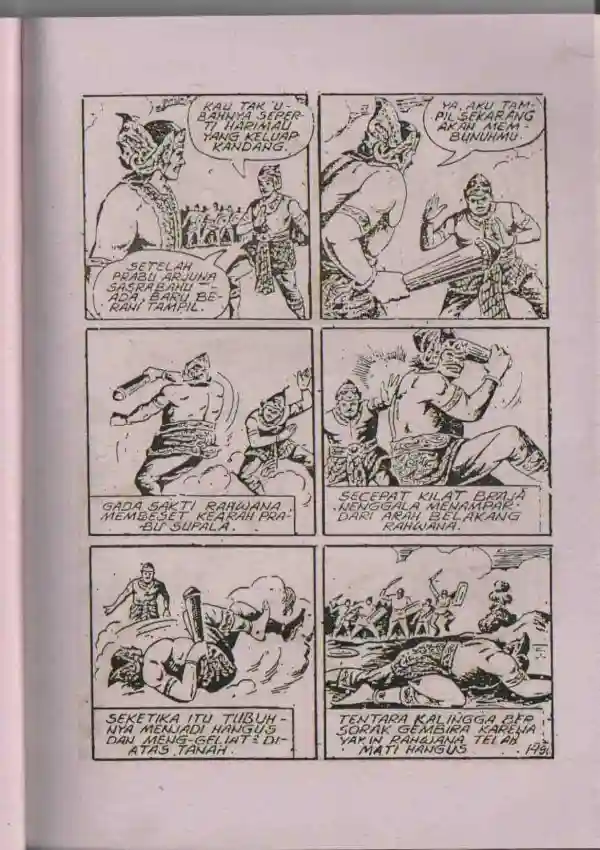 KAU TAK U-
BAHNYA SEPER-
TI HARIMAU
YANG KELUAP
KANDANG.
SETELAH
PRABU ARJUNA
SASRABAHU
ADA, BARU BE-
RANI TAMPIL.
YA, AKU TAM-
PIL SEKARANG
AKAN MEM-
BUNUHMU.
GADA SAKTI RAHWANA
MEMBESET KEARAH PRA-
BU SUPALA.
SECEPAT KILAT BRAJA
NENGGALA MENAMPAR
DARI ARAH BELAKANG
RAHWANA.
SEKETIKA ITU TUBUH-
NYA MENJADI HANGUS
DAN MENG-GELIAT² DI-
ATAS TANAH.
TENTARA KALINGGA BER
SORAK GEMBIRA KARENA
YAKIN RAHWANA TELAH
MATI HANGUS